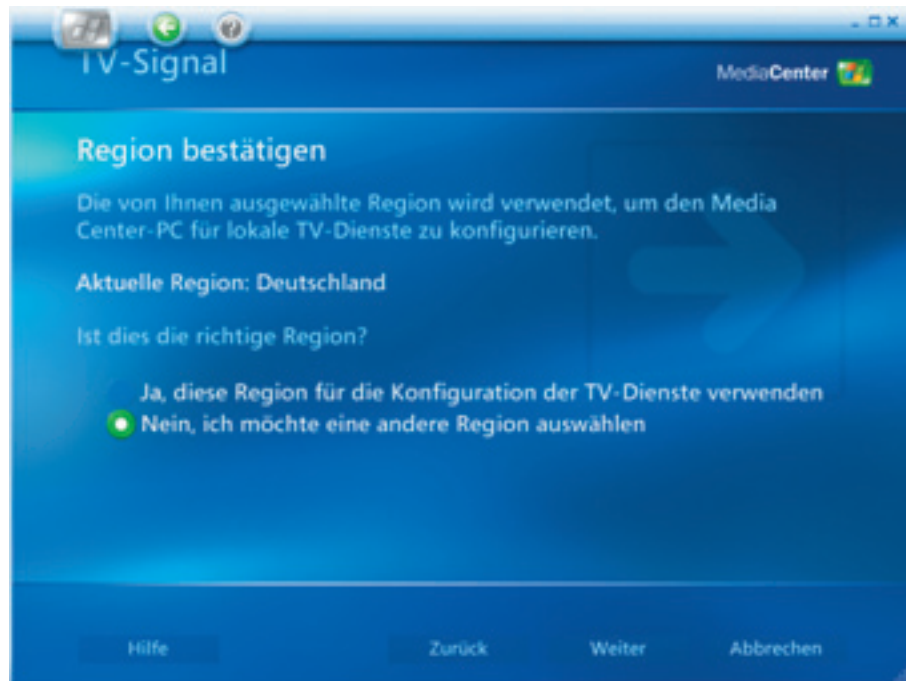 TV-Signal
MediaCenter
Region bestätigen
Die von Ihnen ausgewählte Region wird verwendet, um den Media
Center-PC für lokale TV-Dienste zu konfigurieren.
Aktuelle Region: Deutschland
Ist dies die richtige Region?
Ja, diese Region für die Konfiguration der TV-Dienste verwenden
Nein, ich möchte eine andere Region auswählen
Hilfe Zurück Weiter Abbrechen